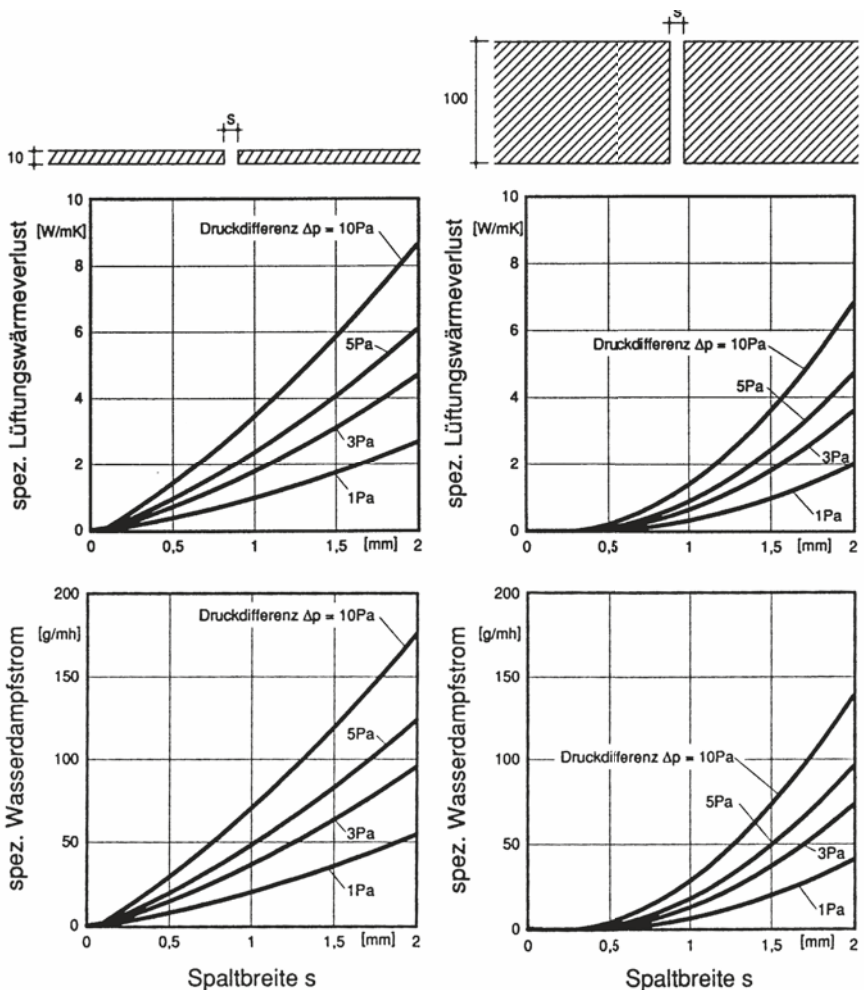 s
100
s
10
10
[W/mK]
8
6
4
2
0
0
0,5
1
1,5
[mm]
2
spez. Lüftungswärmeverlust
Druckdifferenz Δp = 10Pa
5Pa
3Pa
1Pa
10
[W/mK]
8
6
4
2
0
0
0,5
1
1,5
[mm]
2
spez. Lüftungswärmeverlust
Druckdifferenz Δp = 10Pa
5Pa
3Pa
1Pa
200
[g/mh]
150
100
50
0
0
0,5
1
1,5
[mm]
2
spez. Wasserdampfstrom
Druckdifferenz Δp = 10Pa
5Pa
3Pa
1Pa
Spaltbreite s
200
[g/mh]
150
100
50
0
0
0,5
1
1,5
[mm]
2
spez. Wasserdampfstrom
Druckdifferenz Δp = 10Pa
5Pa
3Pa
1Pa
Spaltbreite s